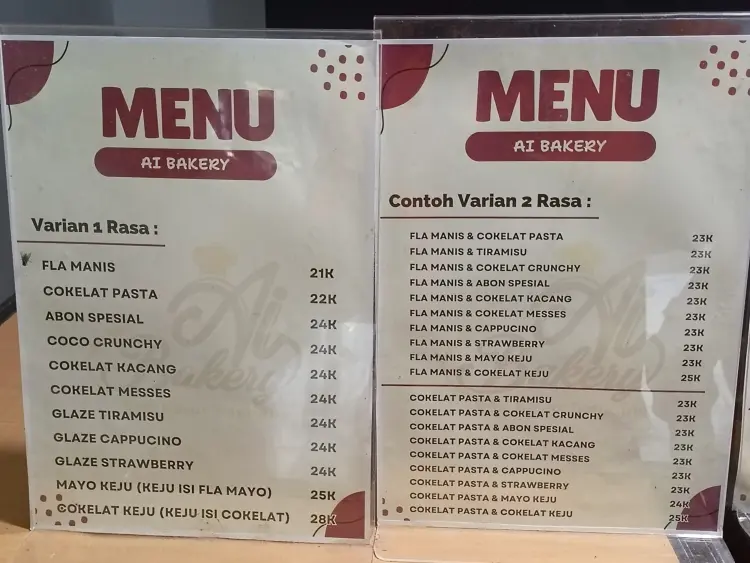 MENU
AI BAKERY
Varian 1 Rasa :
FLA MANIS 21K
COKELAT PASTA 22K
ABON SPESIAL 24K
COCO CRUNCHY 24K
COKELAT KACANG 24K
COKELAT MESSES 24K
GLAZE TIRAMISU 24K
GLAZE CAPPUCINO 24K
GLAZE STRAWBERRY 24K
MAYO KEJU (KEJU ISI FLA MAYO) 25K
COKELAT KEJU (KEJU ISI COKELAT) 28K
Ai
Bakery
MENU
AI BAKERY
Contoh Varian 2 Rasa :
FLA MANIS & COKELAT PASTA 23K
FLA MANIS & TIRAMISU 23K
FLA MANIS & COKELAT CRUNCHY 23K
FLA MANIS & ABON SPESIAL 23K
FLA MANIS & COKELAT KACANG 23K
FLA MANIS & COKELAT MESSES 23K
FLA MANIS & CAPPUCINO 23K
FLA MANIS & STRAWBERRY 23K
FLA MANIS & MAYO KEJU 23K
FLA MANIS & COKELAT KEJU 25K
COKELAT PASTA & TIRAMISU 23K
COKELAT PASTA & COKELAT CRUNCHY 23K
COKELAT PASTA & ABON SPESIAL 23K
COKELAT PASTA & COKELAT KACANG 23K
COKELAT PASTA & COKELAT MESSES 23K
COKELAT PASTA & CAPPUCINO 23K
COKELAT PASTA & STRAWBERRY 23K
COKELAT PASTA & MAYO KEJU 24K
COKELAT PASTA & COKELAT KEJU 25K